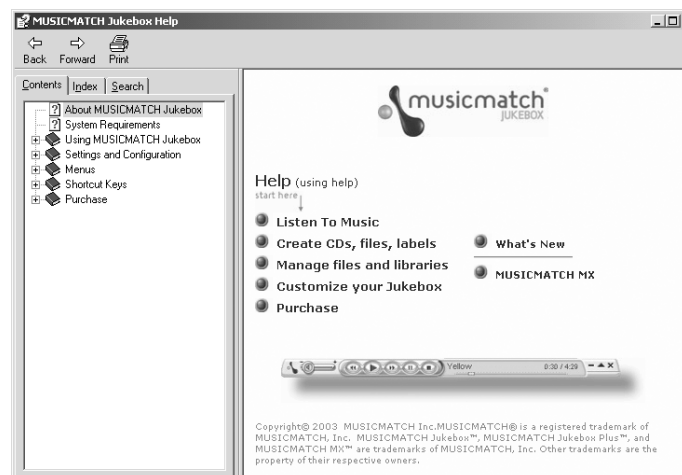 MUSICMATCH Jukebox Help
Back Forward Print
Contents Index Search
About MUSICMATCH Jukebox
System Requirements
Using MUSICMATCH Jukebox
Settings and Configuration
Menus
Shortcut Keys
Purchase
musicmatch®
JUKEBOX
Help (using help)
start here
Listen To Music
Create CDs, files, labels
Manage files and libraries
Customize your Jukebox
Purchase
What's New
MUSICMATCH MX
Yellow 0:30 / 4:29
Copyright© 2003 MUSICMATCH Inc.MUSICMATCH® is a registered trademark of
MUSICMATCH, Inc. MUSICMATCH Jukebox™, MUSICMATCH Jukebox Plus™, and
MUSICMATCH MX™ are trademarks of MUSICMATCH, Inc. Other trademarks are the
property of their respective owners.